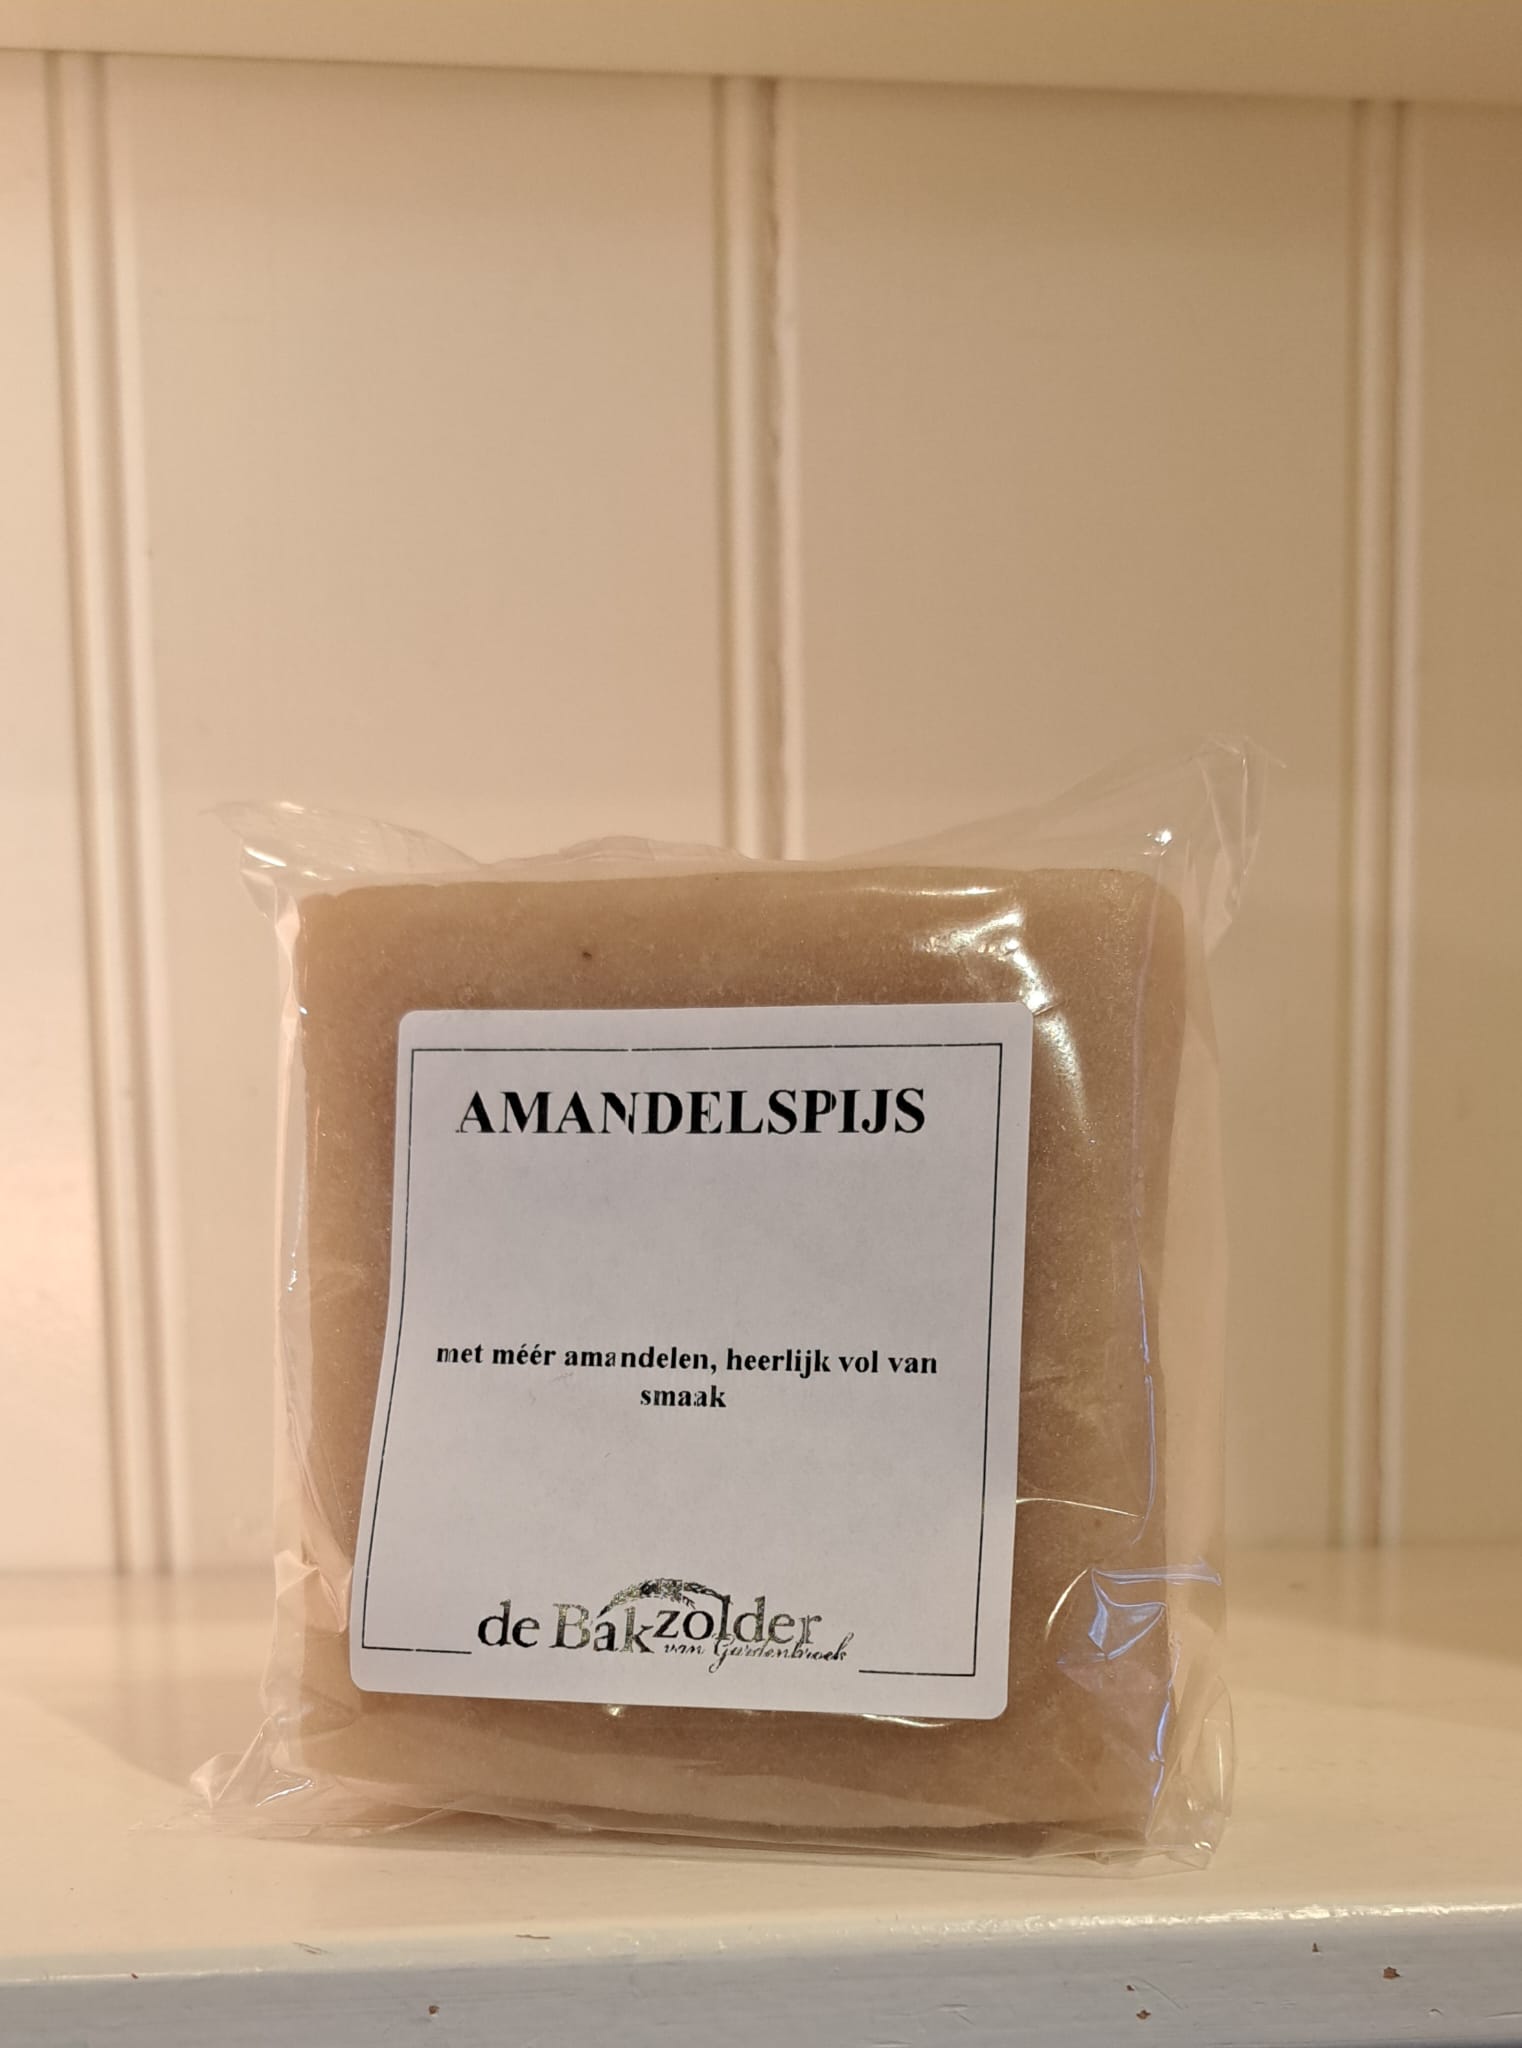 AMANDELSPIJS
met méér amandelen, heerlijk vol van
smaak
de Bakzolder
van Gardenbroek